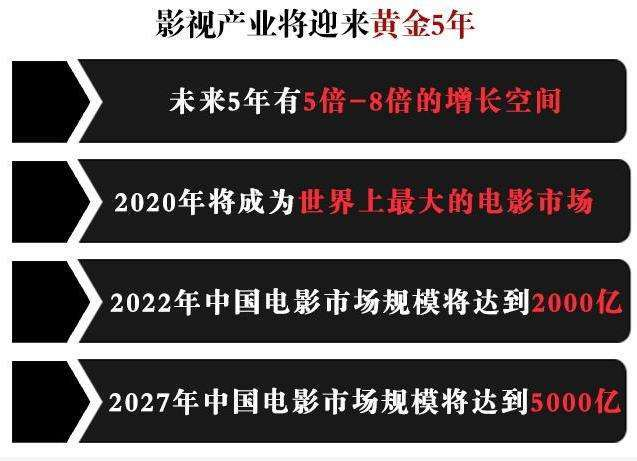 影视产业将迎来黄金5年
未来5年有5倍-8倍的增长空间
2020年将成为世界上最大的电影市场
2022年中国电影市场规模将达到2000亿
2027年中国电影市场规模将达到5000亿